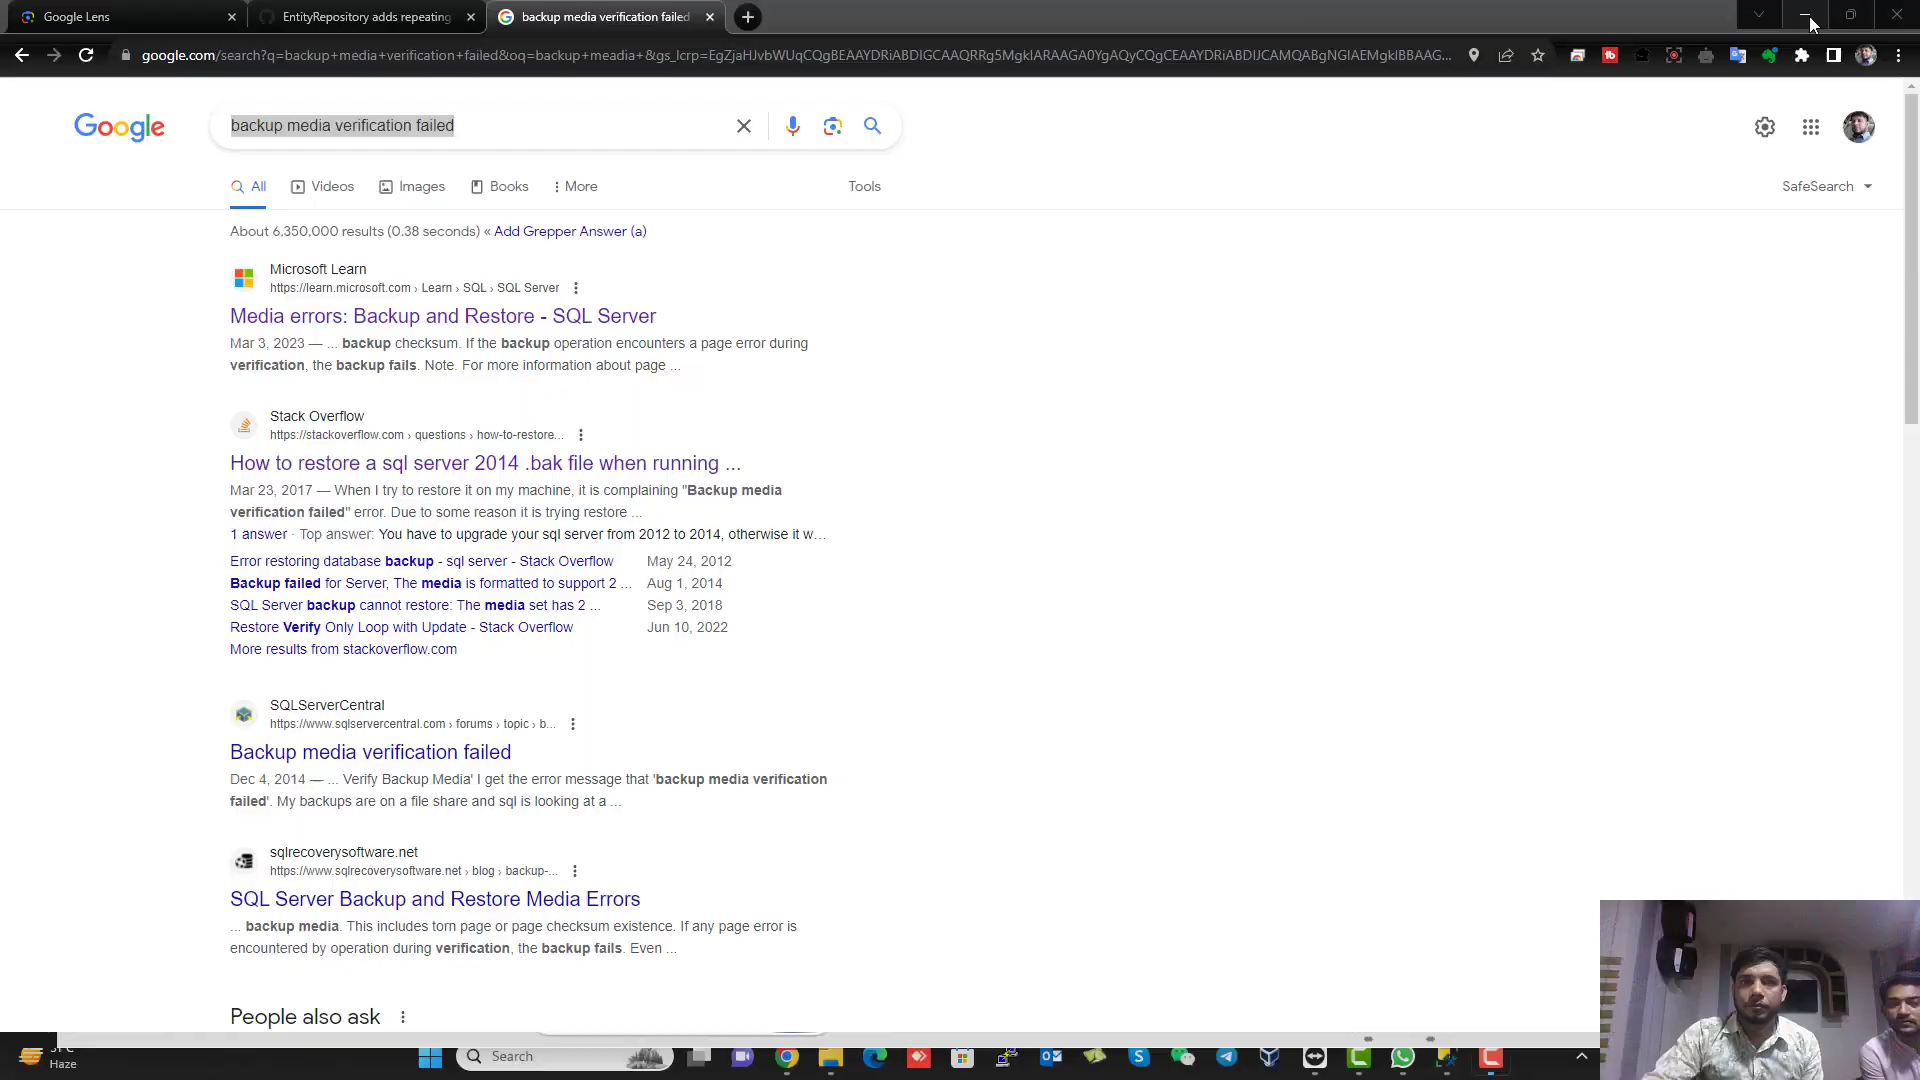 Google Lens
EntityRepository adds repeating
backup media verification failed
google.com/search?q=backup+media+verification+failed&oq=backup+meadia+&gs_lcrp=
Google
backup media verification failed
All
Videos
Images
Books
More
Tools
SafeSearch
About 6,350,000 results (0.38 seconds) « Add Grepper Answer (a)
Microsoft Learn
https://learn.microsoft.com › Learn › SQL › SQL Server
Media errors: Backup and Restore - SQL Server
Mar 3, 2023 — ... backup checksum. If the backup operation encounters a page error during
verification, the backup fails. Note. For more information about page ...
Stack Overflow
https://stackoverflow.com › questions › how-to-restore...
How to restore a sql server 2014 .bak file when running ...
Mar 23, 2017 — When I try to restore it on my machine, it is complaining "Backup media
verification failed" error. Due to some reason it is trying restore ...
1 answer · Top answer: You have to upgrade your sql server from 2012 to 2014, otherwise it w...
Error restoring database backup - sql server - Stack Overflow May 24, 2012
Backup failed for Server, The media is formatted to support 2 ... Aug 1, 2014
SQL Server backup cannot restore: The media set has 2 ... Sep 3, 2018
Restore Verify Only Loop with Update - Stack Overflow Jun 10, 2022
More results from stackoverflow.com
SQLServerCentral
https://www.sqlservercentral.com › forums › topic › b...
Backup media verification failed
Dec 4, 2014 — ... Verify Backup Media' I get the error message that 'backup media verification
failed'. My backups are on a file share and sql is looking at a ...
sqlrecoverysoftware.net
https://www.sqlrecoverysoftware.net › blog › backup-...
SQL Server Backup and Restore Media Errors
... backup media. This includes torn page or page checksum existence. If any page error is
encountered by operation during verification, the backup fails. Even ...
People also ask
Haze
Search